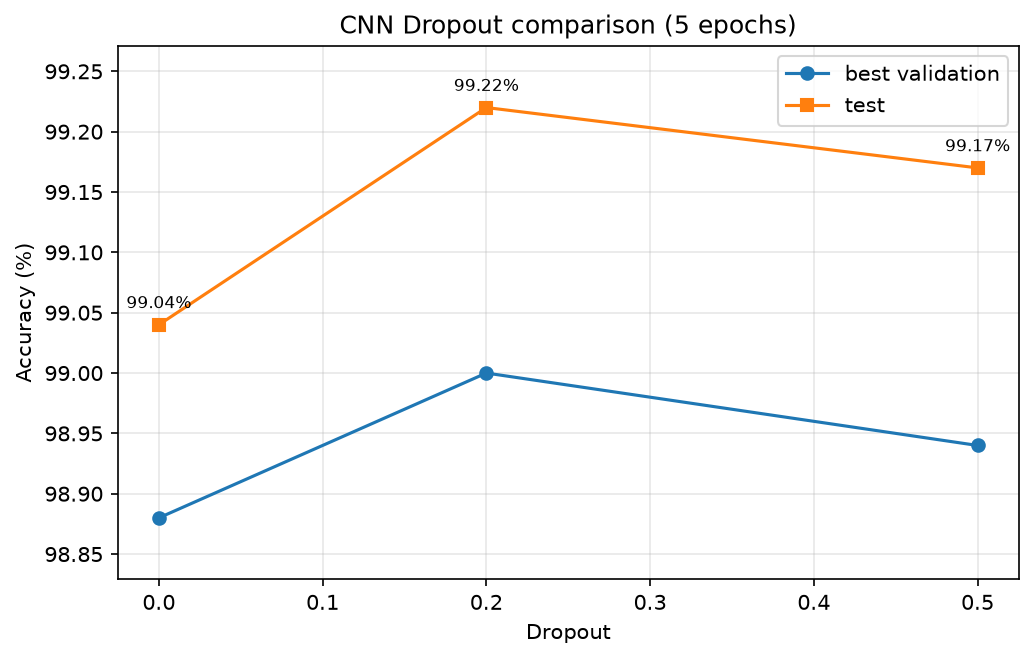 CNN Dropout comparison (5 epochs)
best validation
test
99.22%
99.17%
99.04%
Accuracy (%)
99.25
99.20
99.15
99.10
99.05
99.00
98.95
98.90
98.85
0.0 0.1 0.2 0.3 0.4 0.5
Dropout